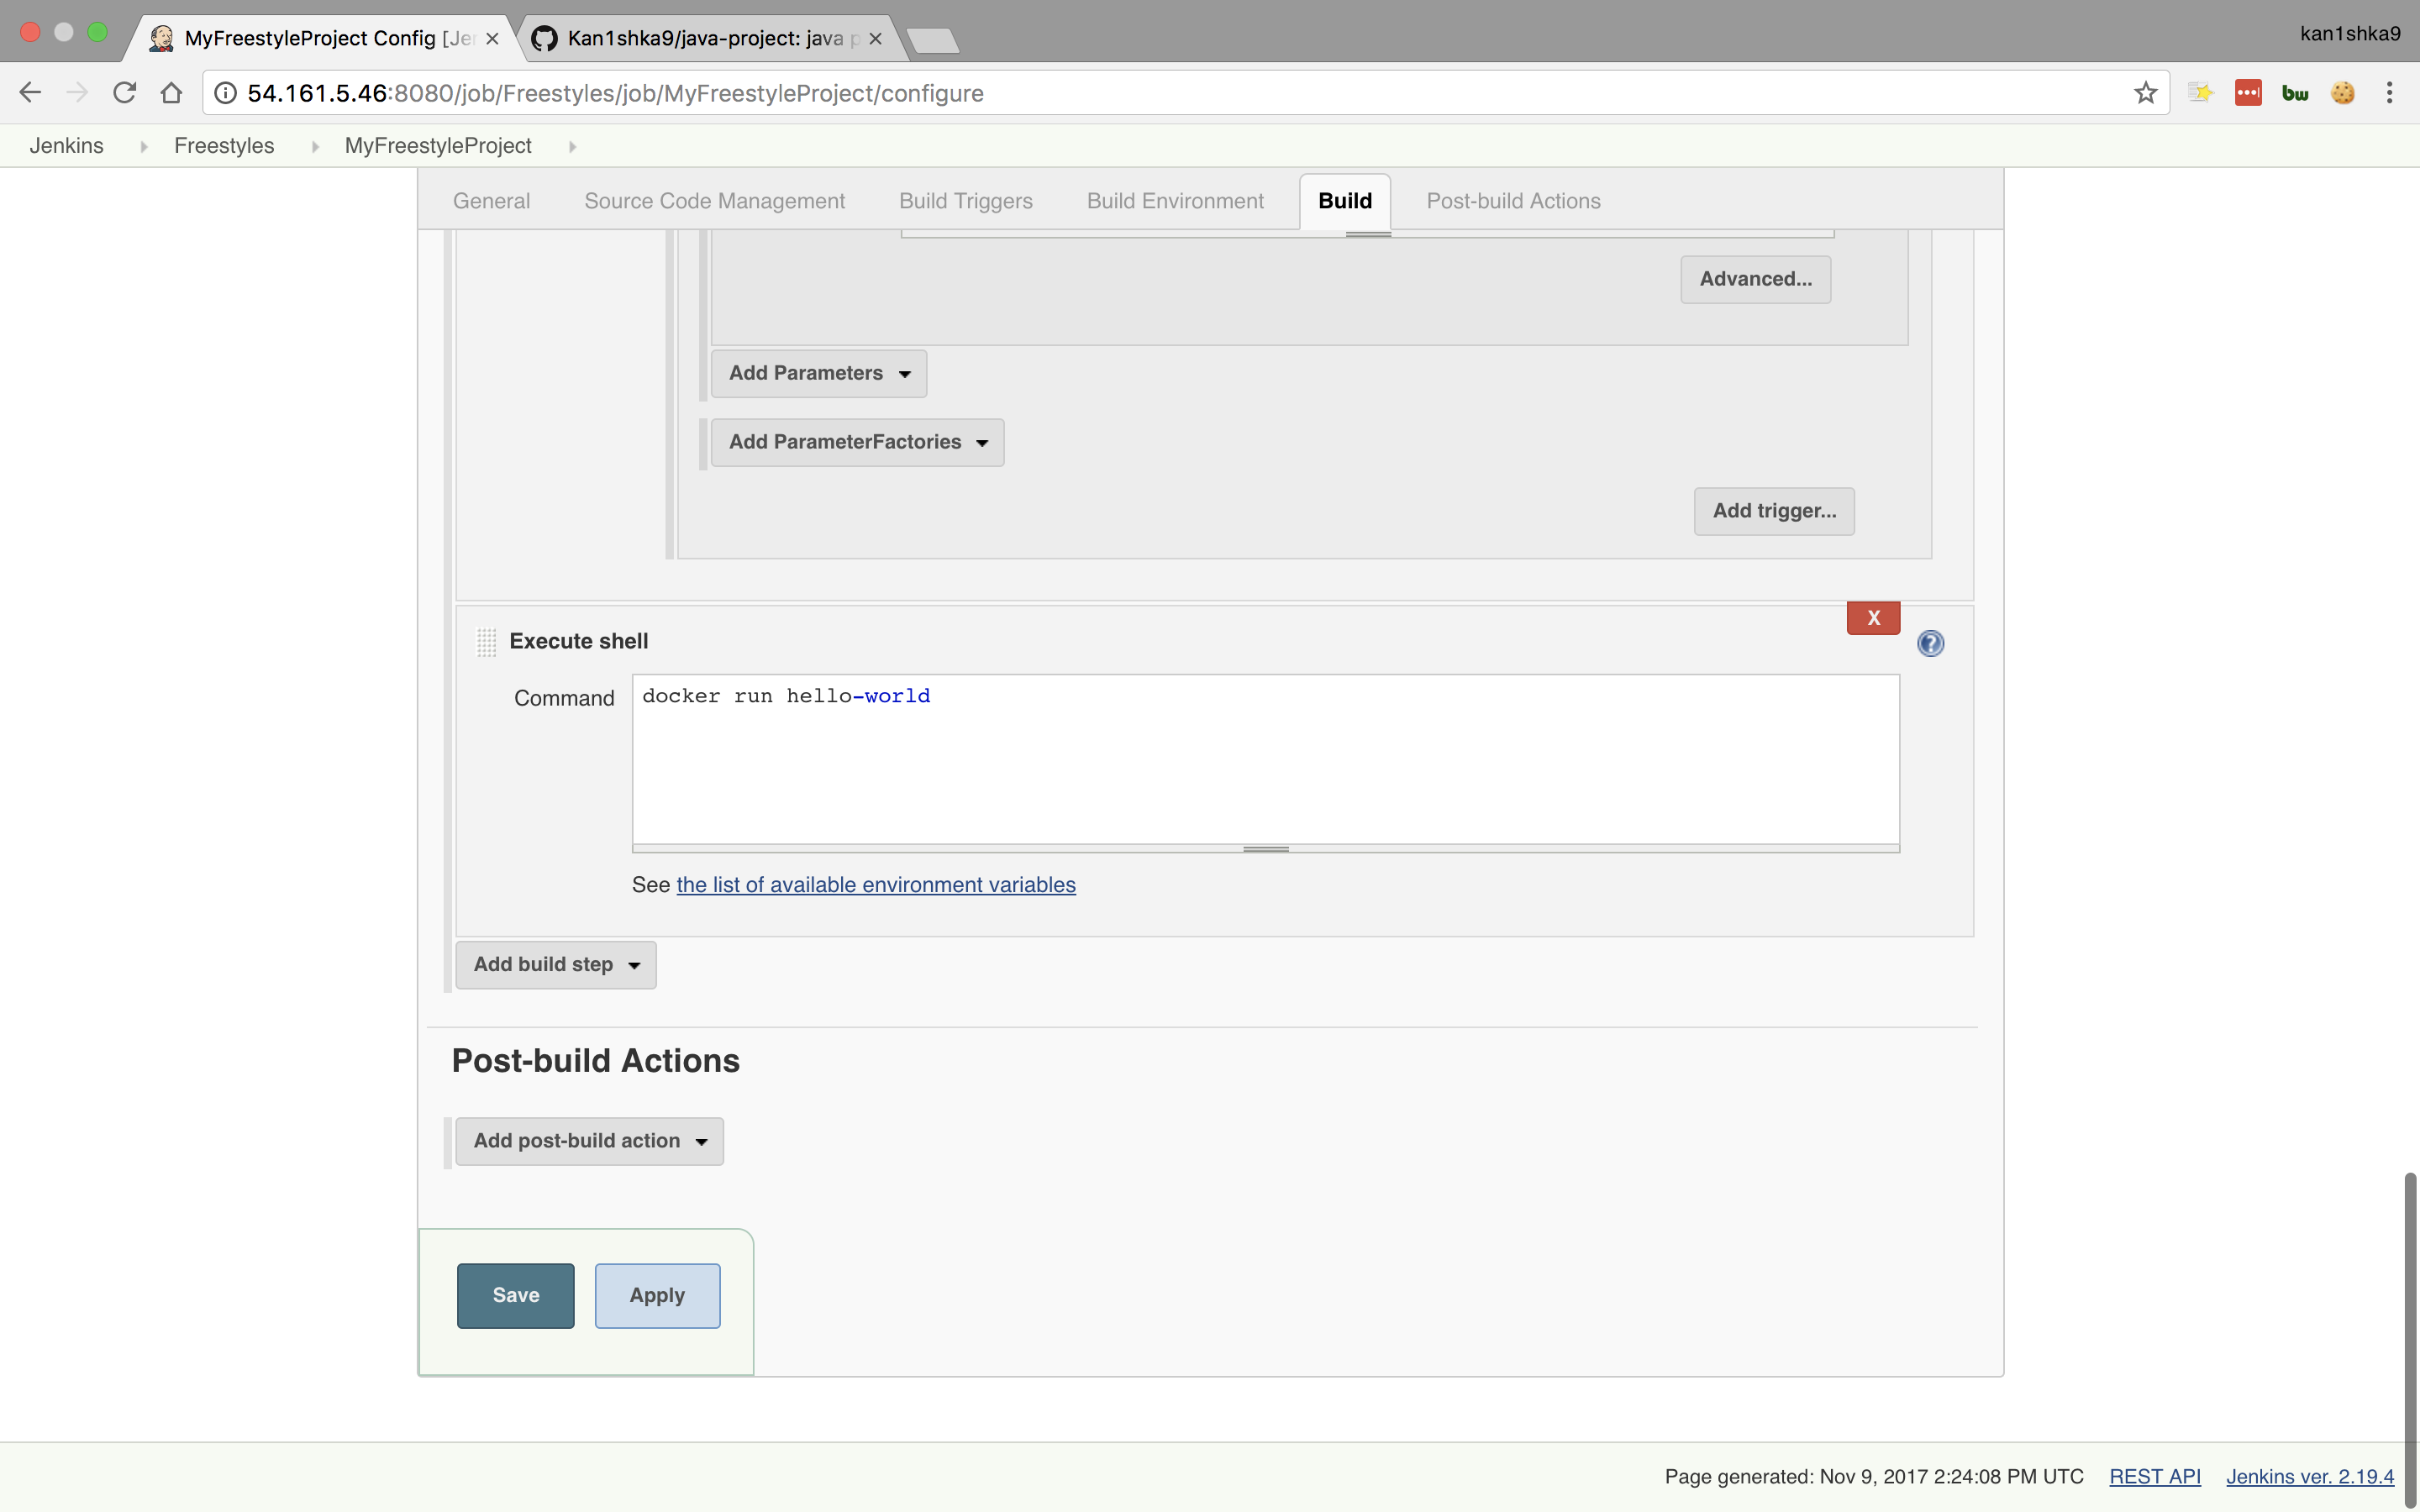 MyFreestyleProject Config [Je
Kan1shka9/java-project: java p
kan1shka9
54.161.5.46:8080/job/Freestyles/job/MyFreestyleProject/configure
bw
Jenkins
Freestyles
MyFreestyleProject
General
Source Code Management
Build Triggers
Build Environment
Build
Post-build Actions
Advanced...
Add Parameters
Add ParameterFactories
Add trigger...
X
Execute shell
?
Command
docker run hello-world
See the list of available environment variables
Add build step
Post-build Actions
Add post-build action
Save
Apply
Page generated: Nov 9, 2017 2:24:08 PM UTC
REST API
Jenkins ver. 2.19.4